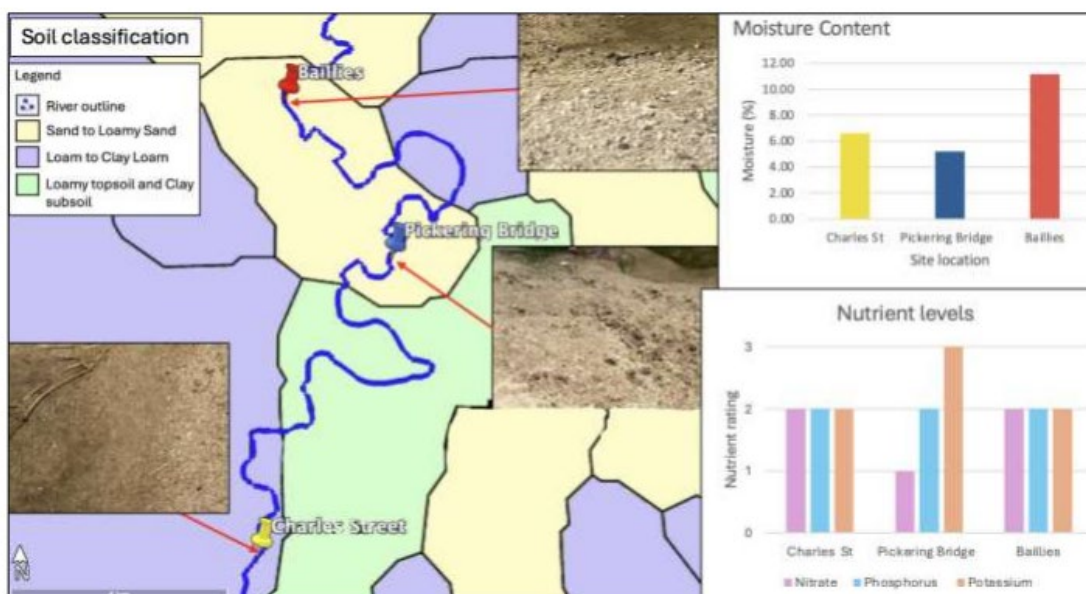 Soil classification
Legend
River outline
Sand to Loamy Sand
Loam to Clay Loam
Loamy topsoil and Clay
subsoil
Baillies
Pickering Bridge
Charles Street
N
Moisture Content
12.00
10.00
8.00
6.00
4.00
2.00
0.00
Moisture (%)
Charles St Pickering Bridge Baillies
Site location
Nutrient levels
3
2
1
0
Nutrient rating
Charles St Pickering Bridge Baillies
Nitrate Phosphorus Potassium